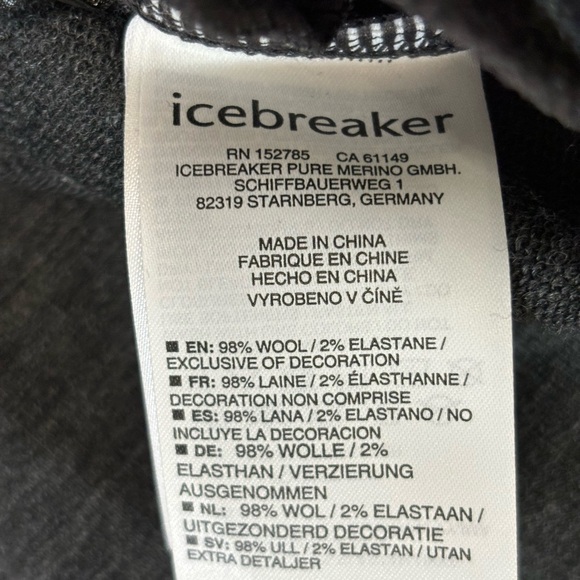 icebreaker
RN 152785 CA 61149
ICEBREAKER PURE MERINO GMBH.
SCHIFFBAUERWEG 1
82319 STARNBERG, GERMANY
MADE IN CHINA
FABRIQUE EN CHINE
HECHO EN CHINA
VYROBENO V ČÍNĚ
EN: 98% WOOL / 2% ELASTANE /
EXCLUSIVE OF DECORATION
FR: 98% LAINE / 2% ÉLASTHANNE /
DECORATION NON COMPRISE
ES: 98% LANA / 2% ELASTANO / NO
INCLUYE LA DECORACION
DE: 98% WOLLE / 2%
ELASTHAN / VERZIERUNG
AUSGENOMMEN
NL: 98% WOL / 2% ELASTAAN /
UITGEZONDERD DECORATIE
SV: 98% ULL / 2% ELASTAN / UTAN
EXTRA DETALJER